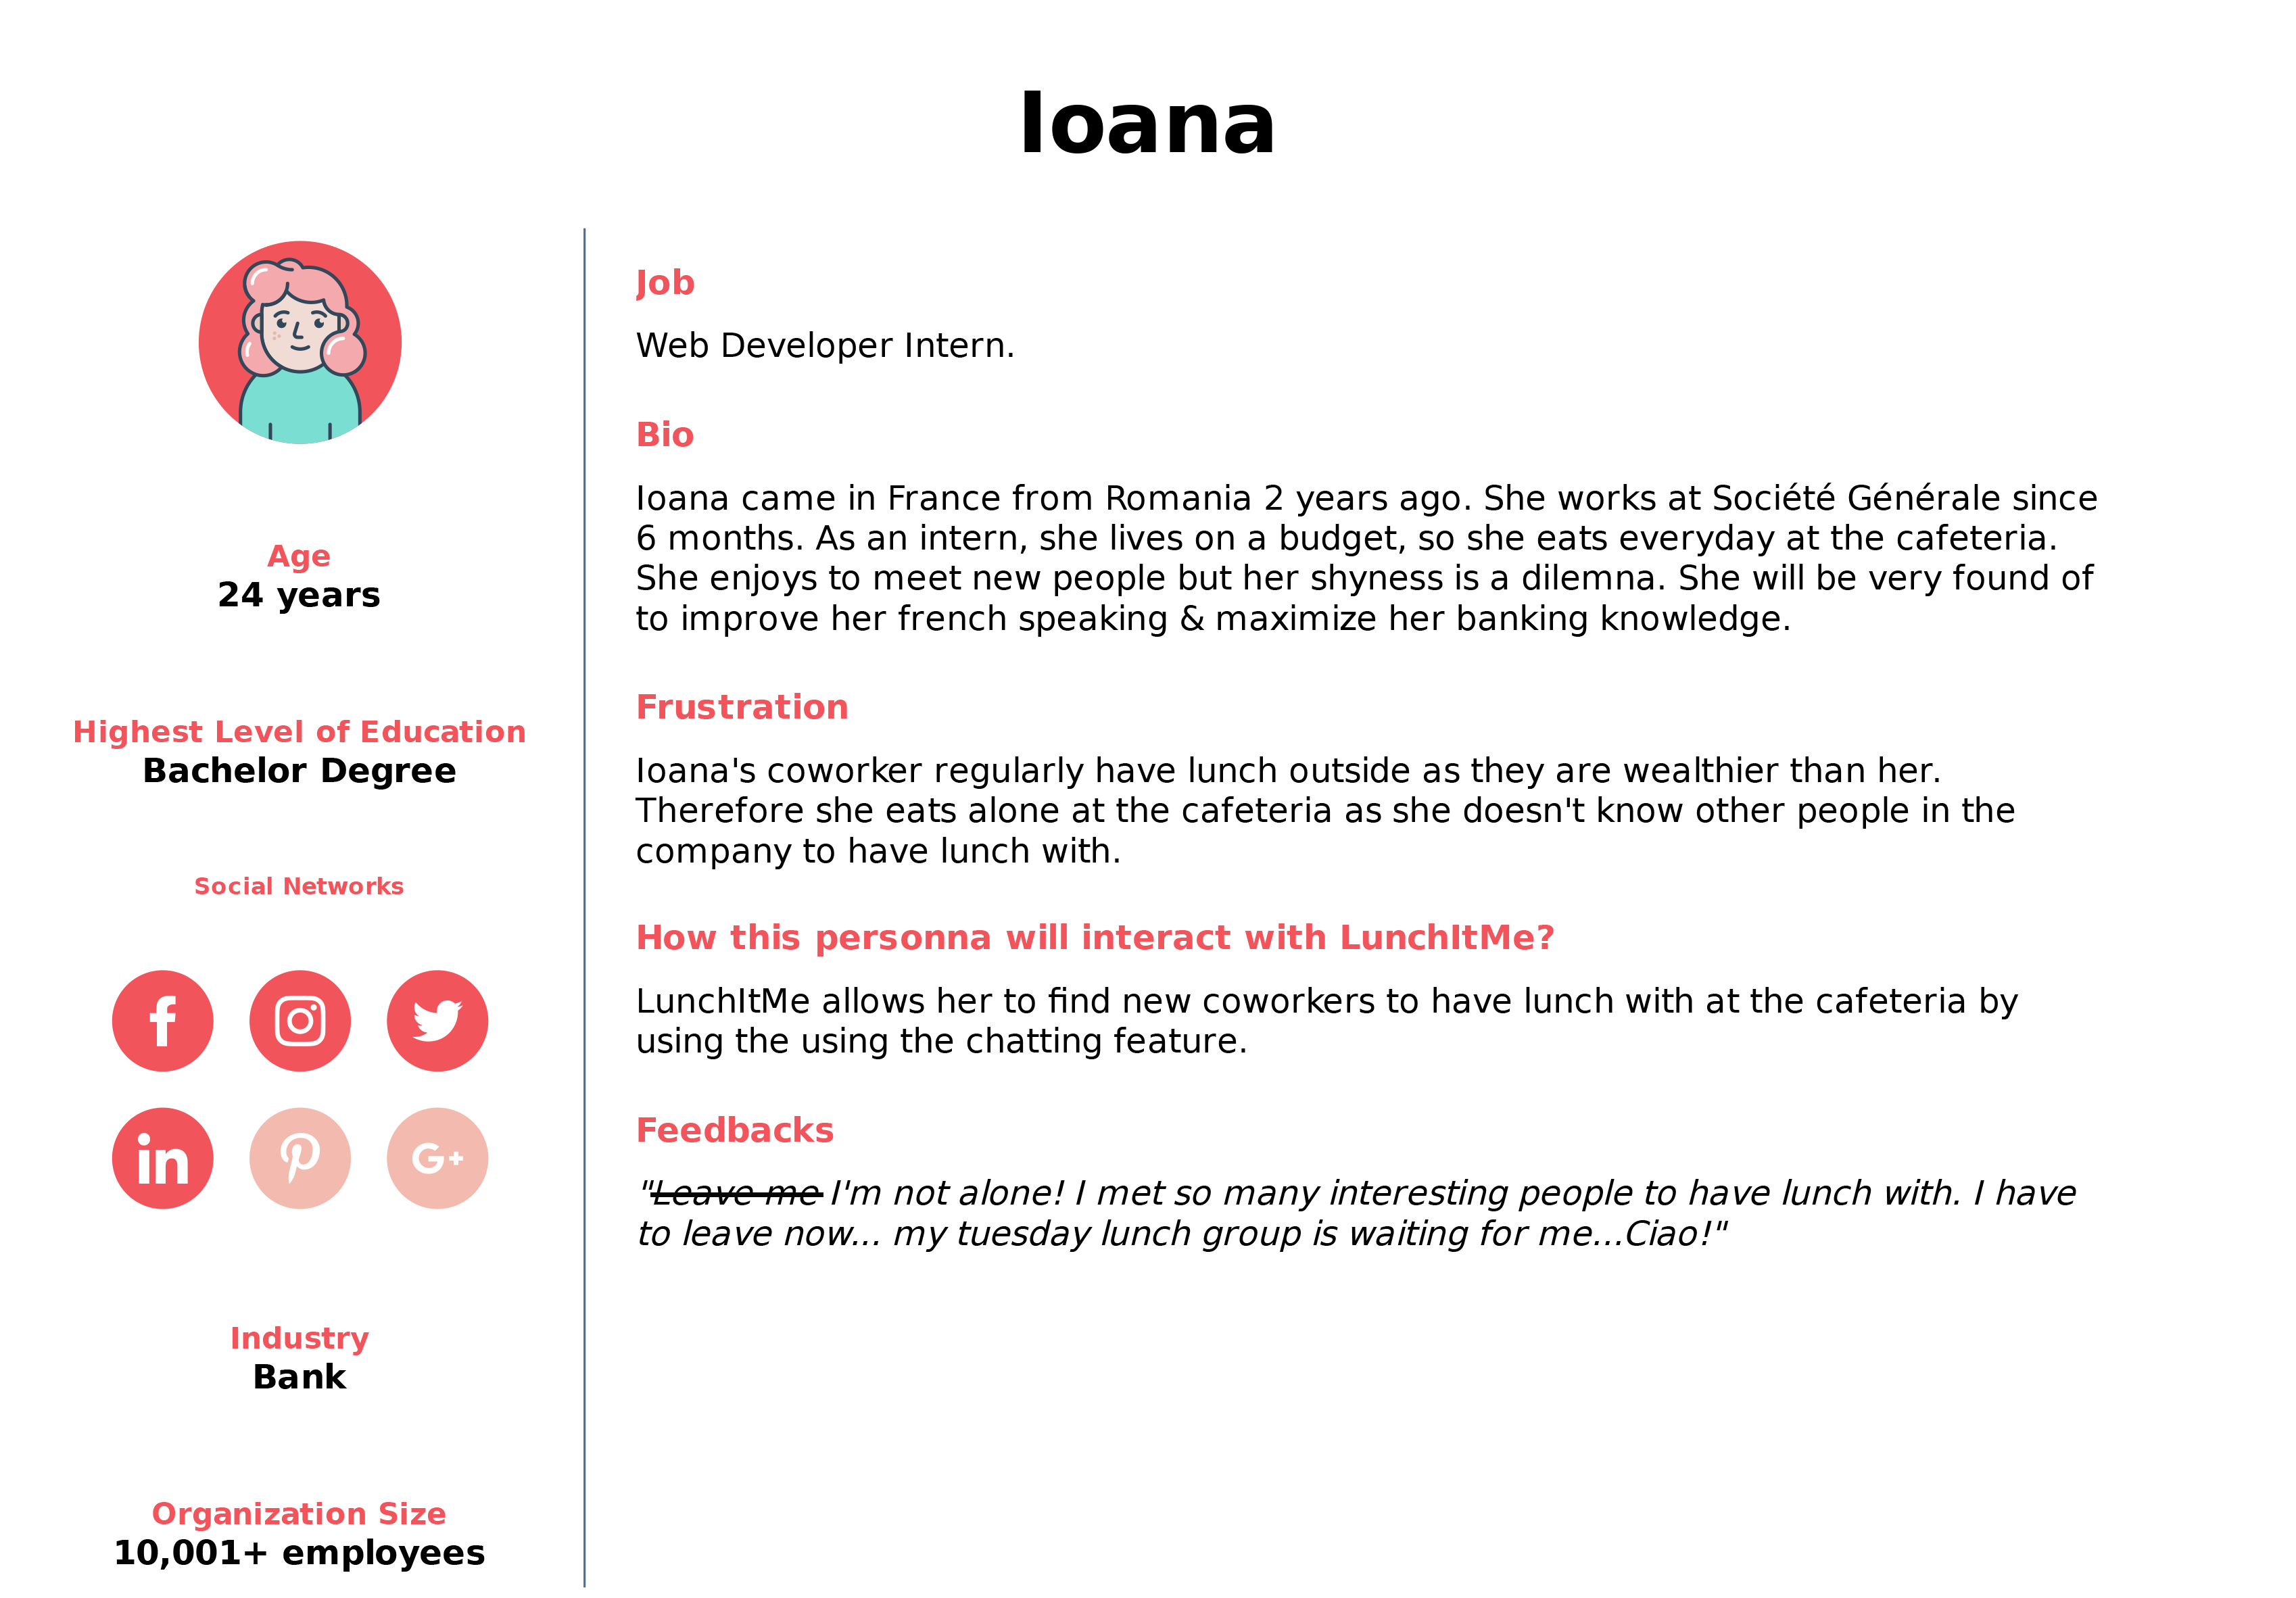 Ioana
Age
24 years
Highest Level of Education
Bachelor Degree
Social Networks
f
in
G+
Industry
Bank
Organization Size
10,001+ employees
Job
Web Developer Intern.
Bio
Ioana came in France from Romania 2 years ago. She works at Société Générale since
6 months. As an intern, she lives on a budget, so she eats everyday at the cafeteria.
She enjoys to meet new people but her shyness is a dilemna. She will be very found of
to improve her french speaking & maximize her banking knowledge.
Frustration
Ioana's coworker regularly have lunch outside as they are wealthier than her.
Therefore she eats alone at the cafeteria as she doesn't know other people in the
company to have lunch with.
How this personna will interact with LunchItMe?
LunchItMe allows her to find new coworkers to have lunch with at the cafeteria by
using the using the chatting feature.
Feedbacks
"Leave me I'm not alone! I met so many interesting people to have lunch with. I have
to leave now... my tuesday lunch group is waiting for me...Ciao!"